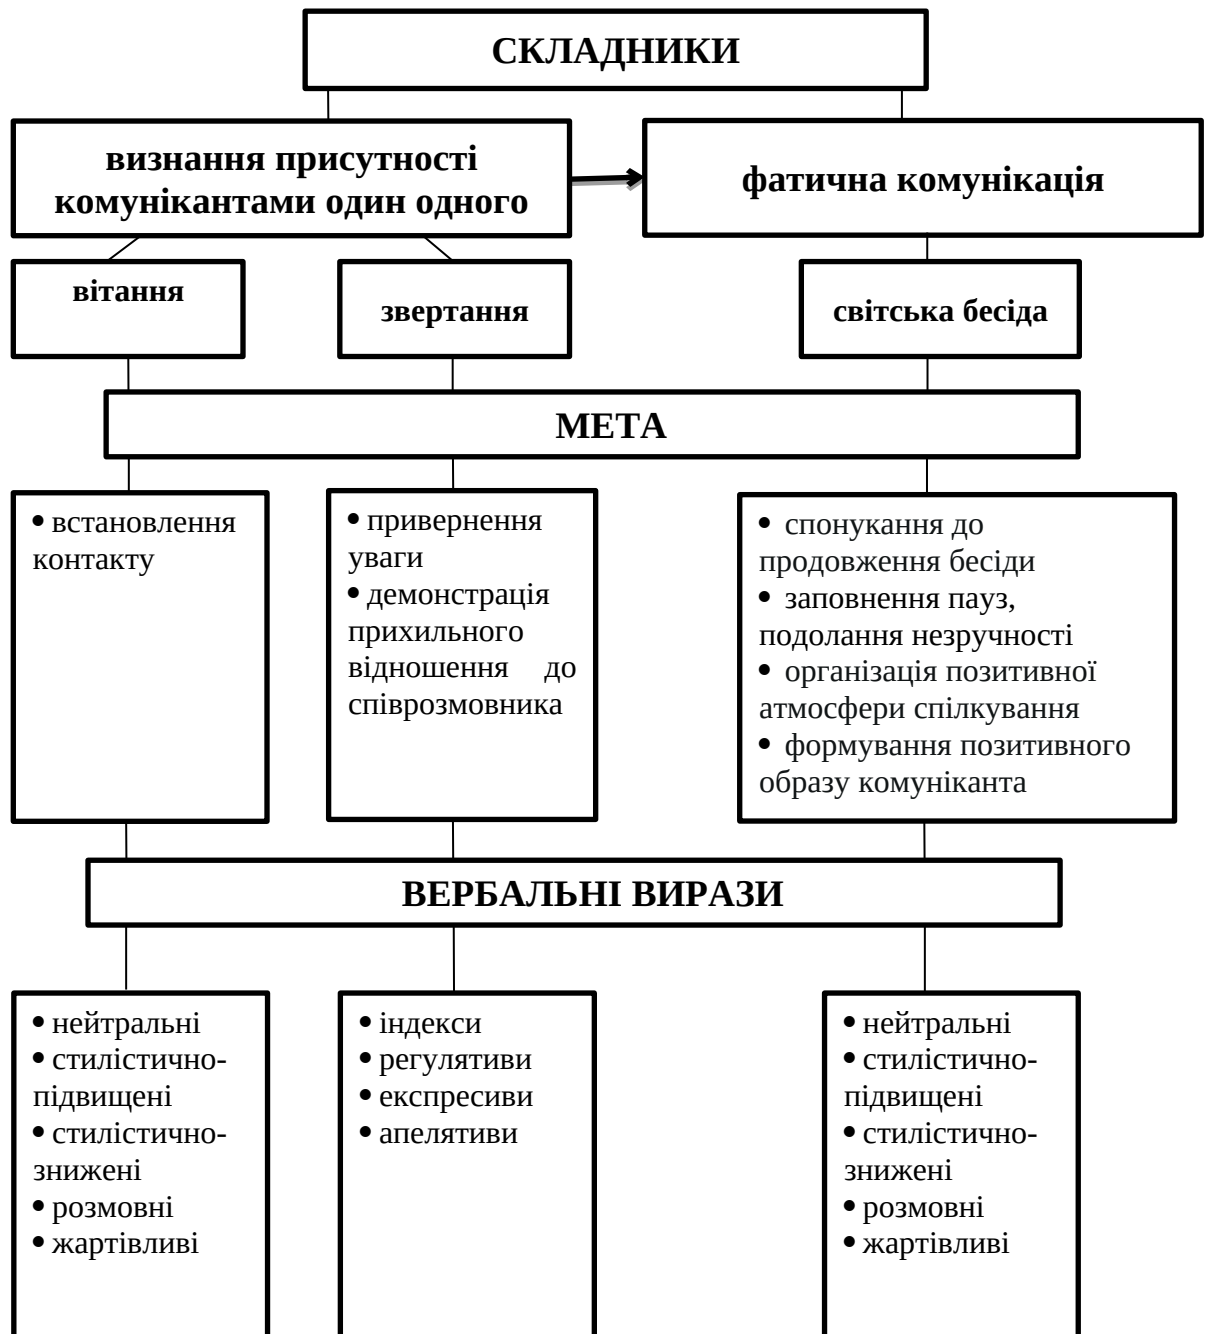 СКЛАДНИКИ
визнання присутності
комунікантами один одного
фатична комунікація
вітання
звертання
світська бесіда
МЕТА
• встановлення
контакту
• привернення
уваги
• демонстрація
прихильного
відношення до
співрозмовника
• спонукання до
продовження бесіди
• заповнення пауз,
подолання незручності
• організація позитивної
атмосфери спілкування
• формування позитивного
образу комуніканта
ВЕРБАЛЬНІ ВИРАЗИ
• нейтральні
• стилістично-
підвищені
• стилістично-
знижені
• розмовні
• жартівливі
• індекси
• регулятиви
• експресиви
• апелятиви
• нейтральні
• стилістично-
підвищені
• стилістично-
знижені
• розмовні
• жартівливі